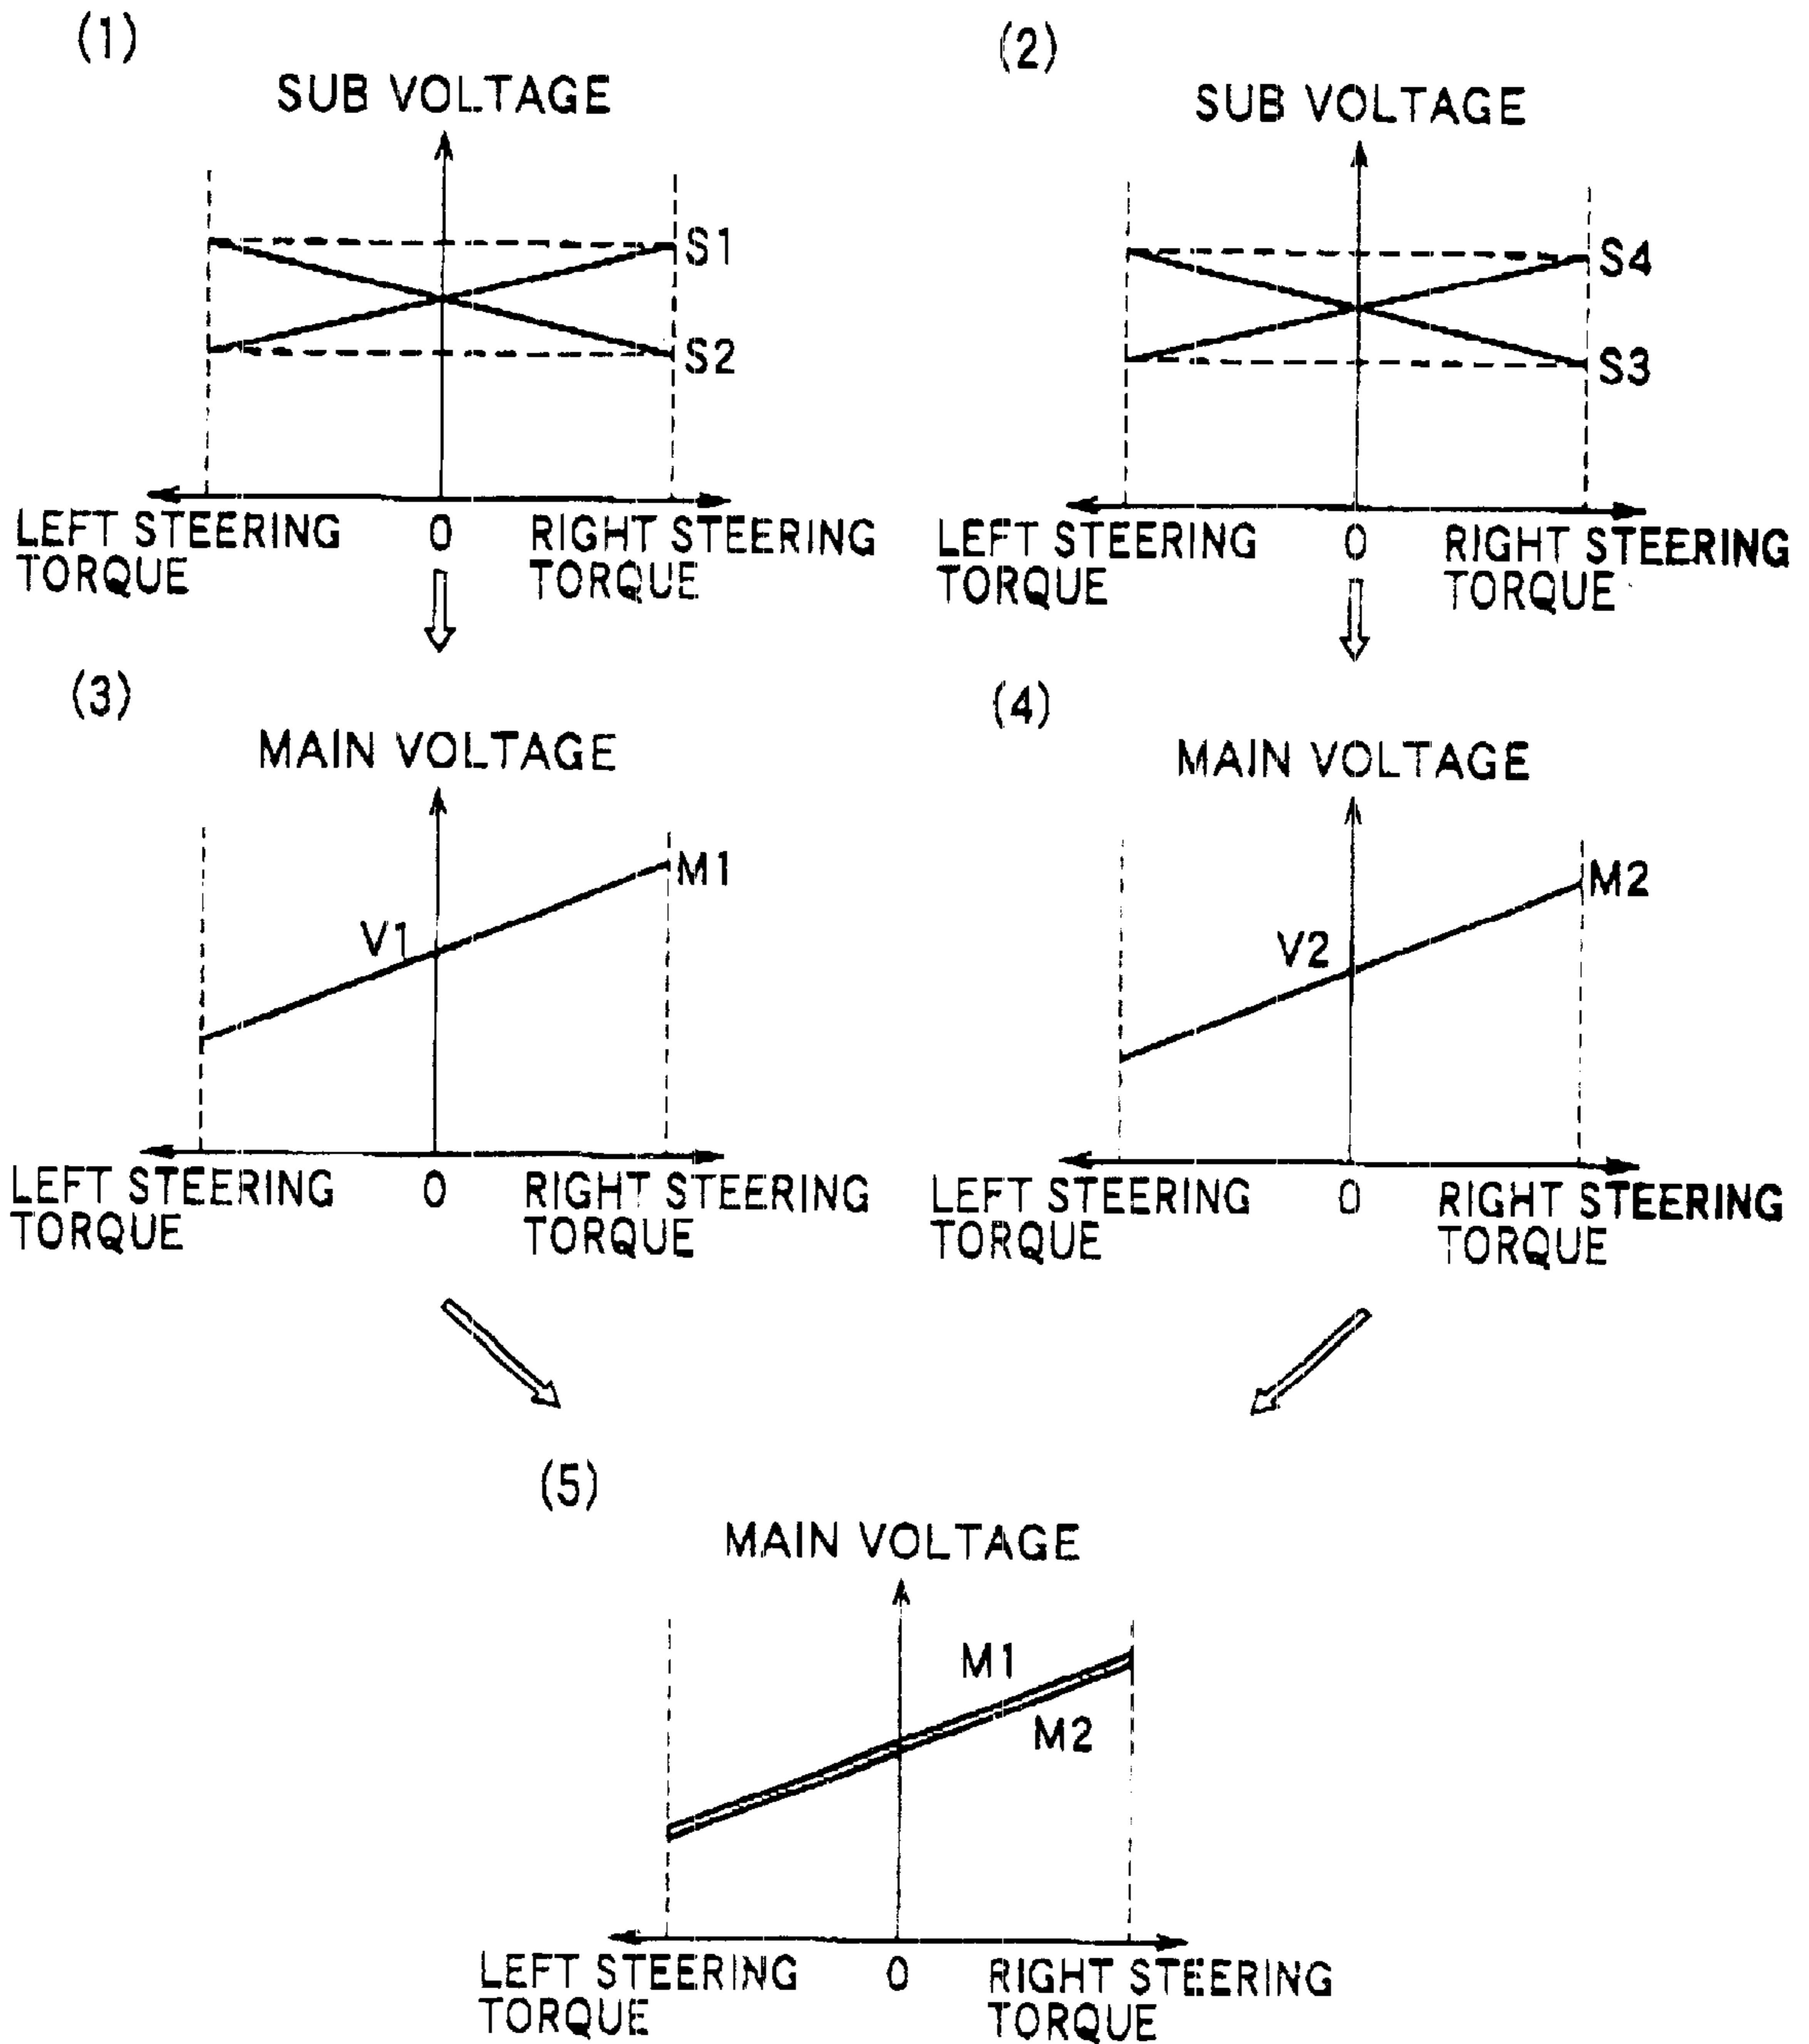 (1)
SUB VOLTAGE
S1
S2
LEFT STEERING
TORQUE
0
RIGHT STEERING
TORQUE
(2)
SUB VOLTAGE
S4
S3
LEFT STEERING
TORQUE
0
RIGHT STEERING
TORQUE
(3)
MAIN VOLTAGE
M1
V1
LEFT STEERING
TORQUE
0
RIGHT STEERING
TORQUE
(4)
MAIN VOLTAGE
M2
V2
LEFT STEERING
TORQUE
0
RIGHT STEERING
TORQUE
(5)
MAIN VOLTAGE
M1
M2
LEFT STEERING
TORQUE
0
RIGHT STEERING
TORQUE